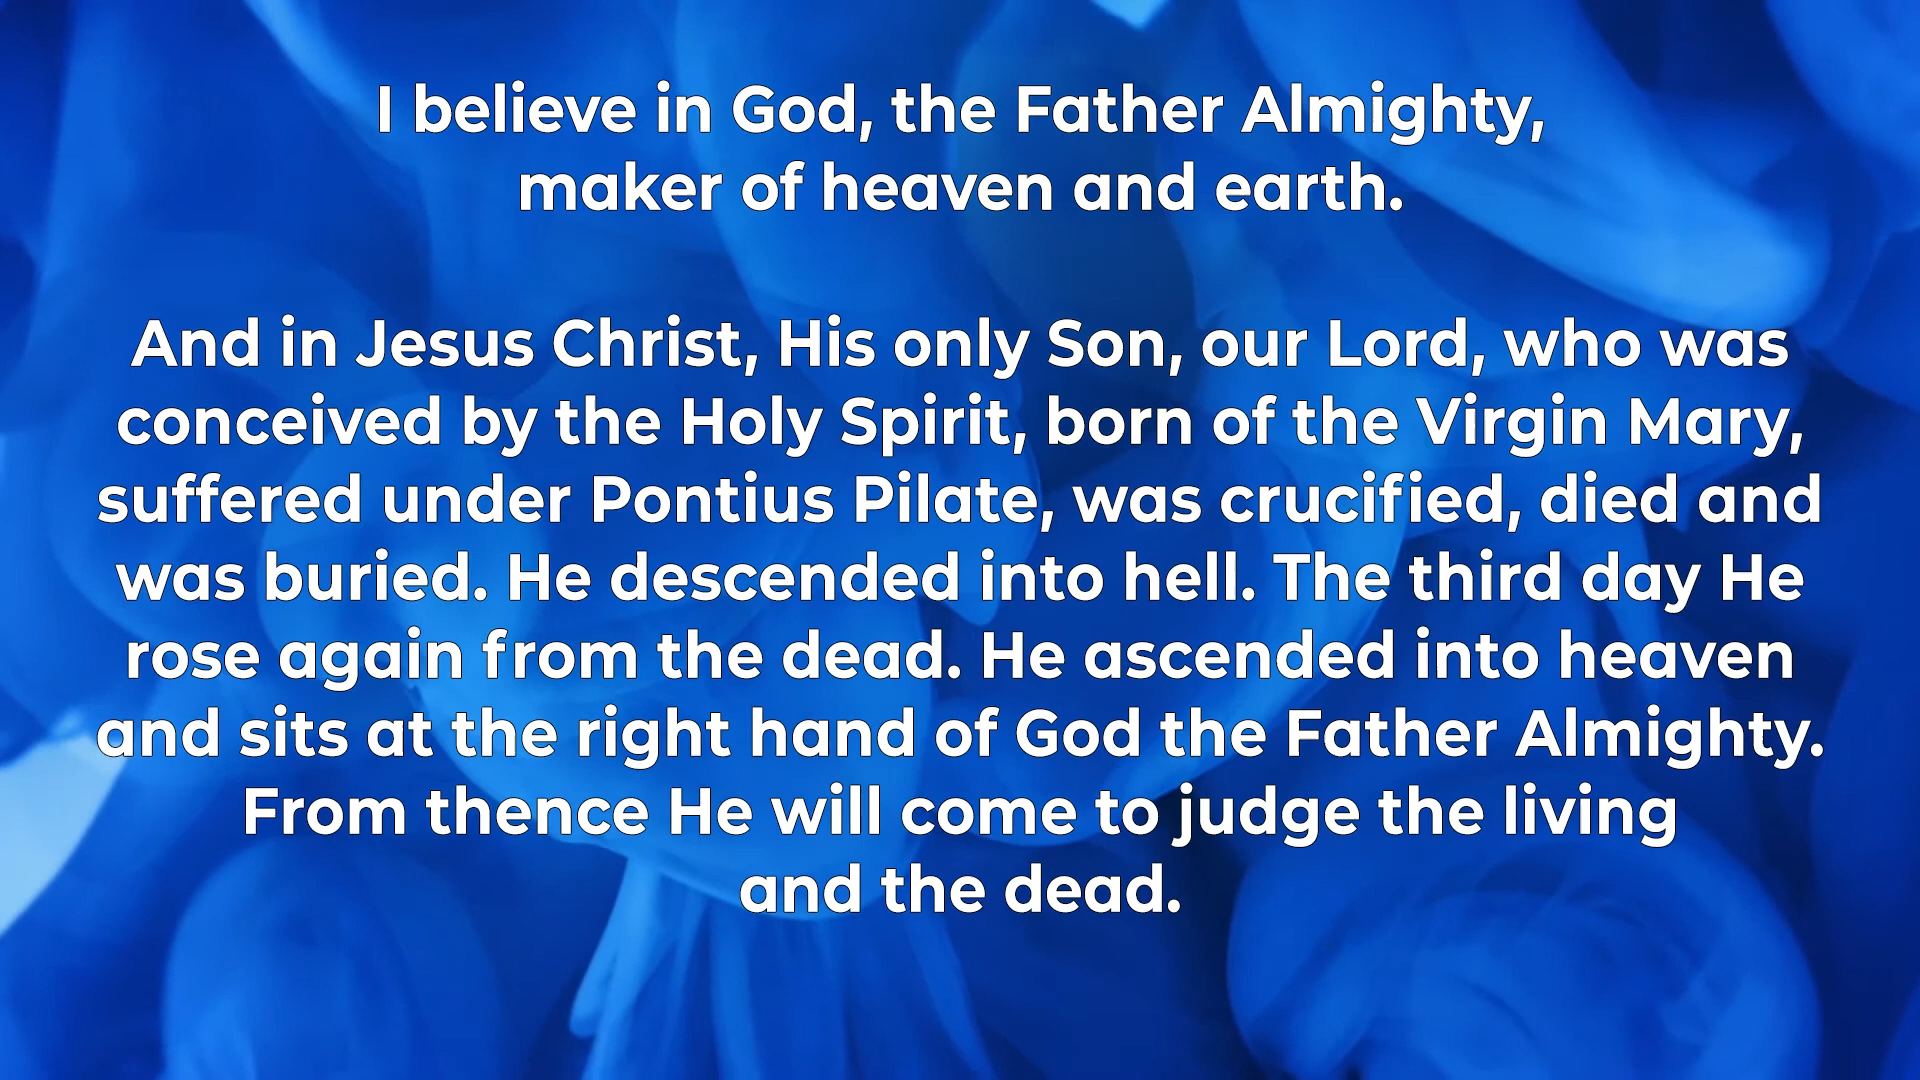 I believe in God, the Father Almighty,
maker of heaven and earth.
And in Jesus Christ, His only Son, our Lord, who was
conceived by the Holy Spirit, born of the Virgin Mary,
suffered under Pontius Pilate, was crucified, died and
was buried. He descended into hell. The third day He
rose again from the dead. He ascended into heaven
and sits at the right hand of God the Father Almighty.
From thence He will come to judge the living
and the dead.